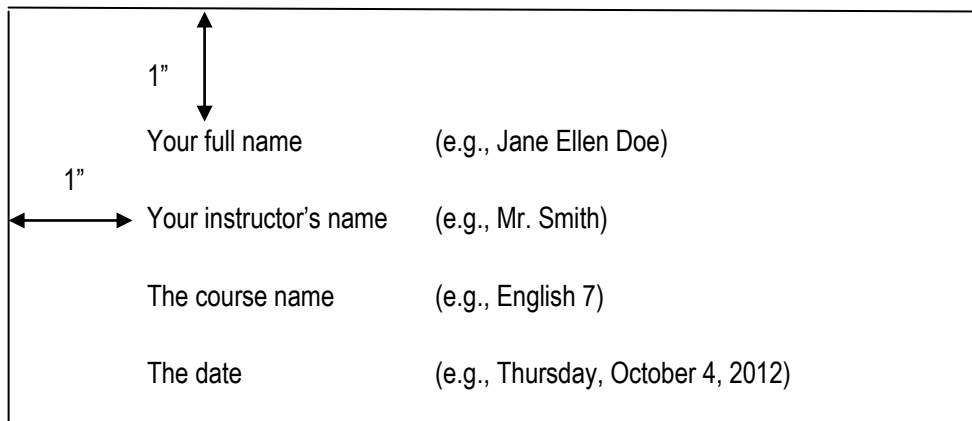 1”
Your full name (e.g., Jane Ellen Doe)
1”
Your instructor’s name (e.g., Mr. Smith)
The course name (e.g., English 7)
The date (e.g., Thursday, October 4, 2012)